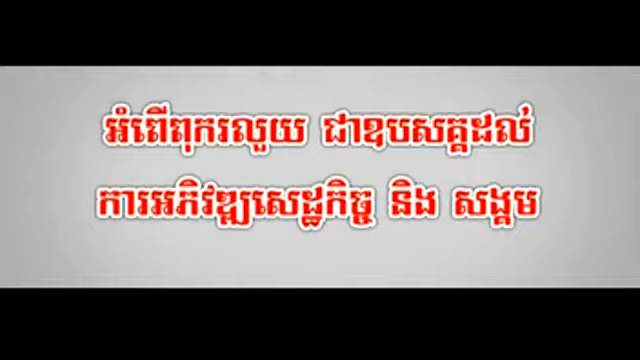 អំពើពុករលួយ ជាឧបសគ្គដល់
ការអភិវឌ្ឍសេដ្ឋកិច្ច និង សង្គម